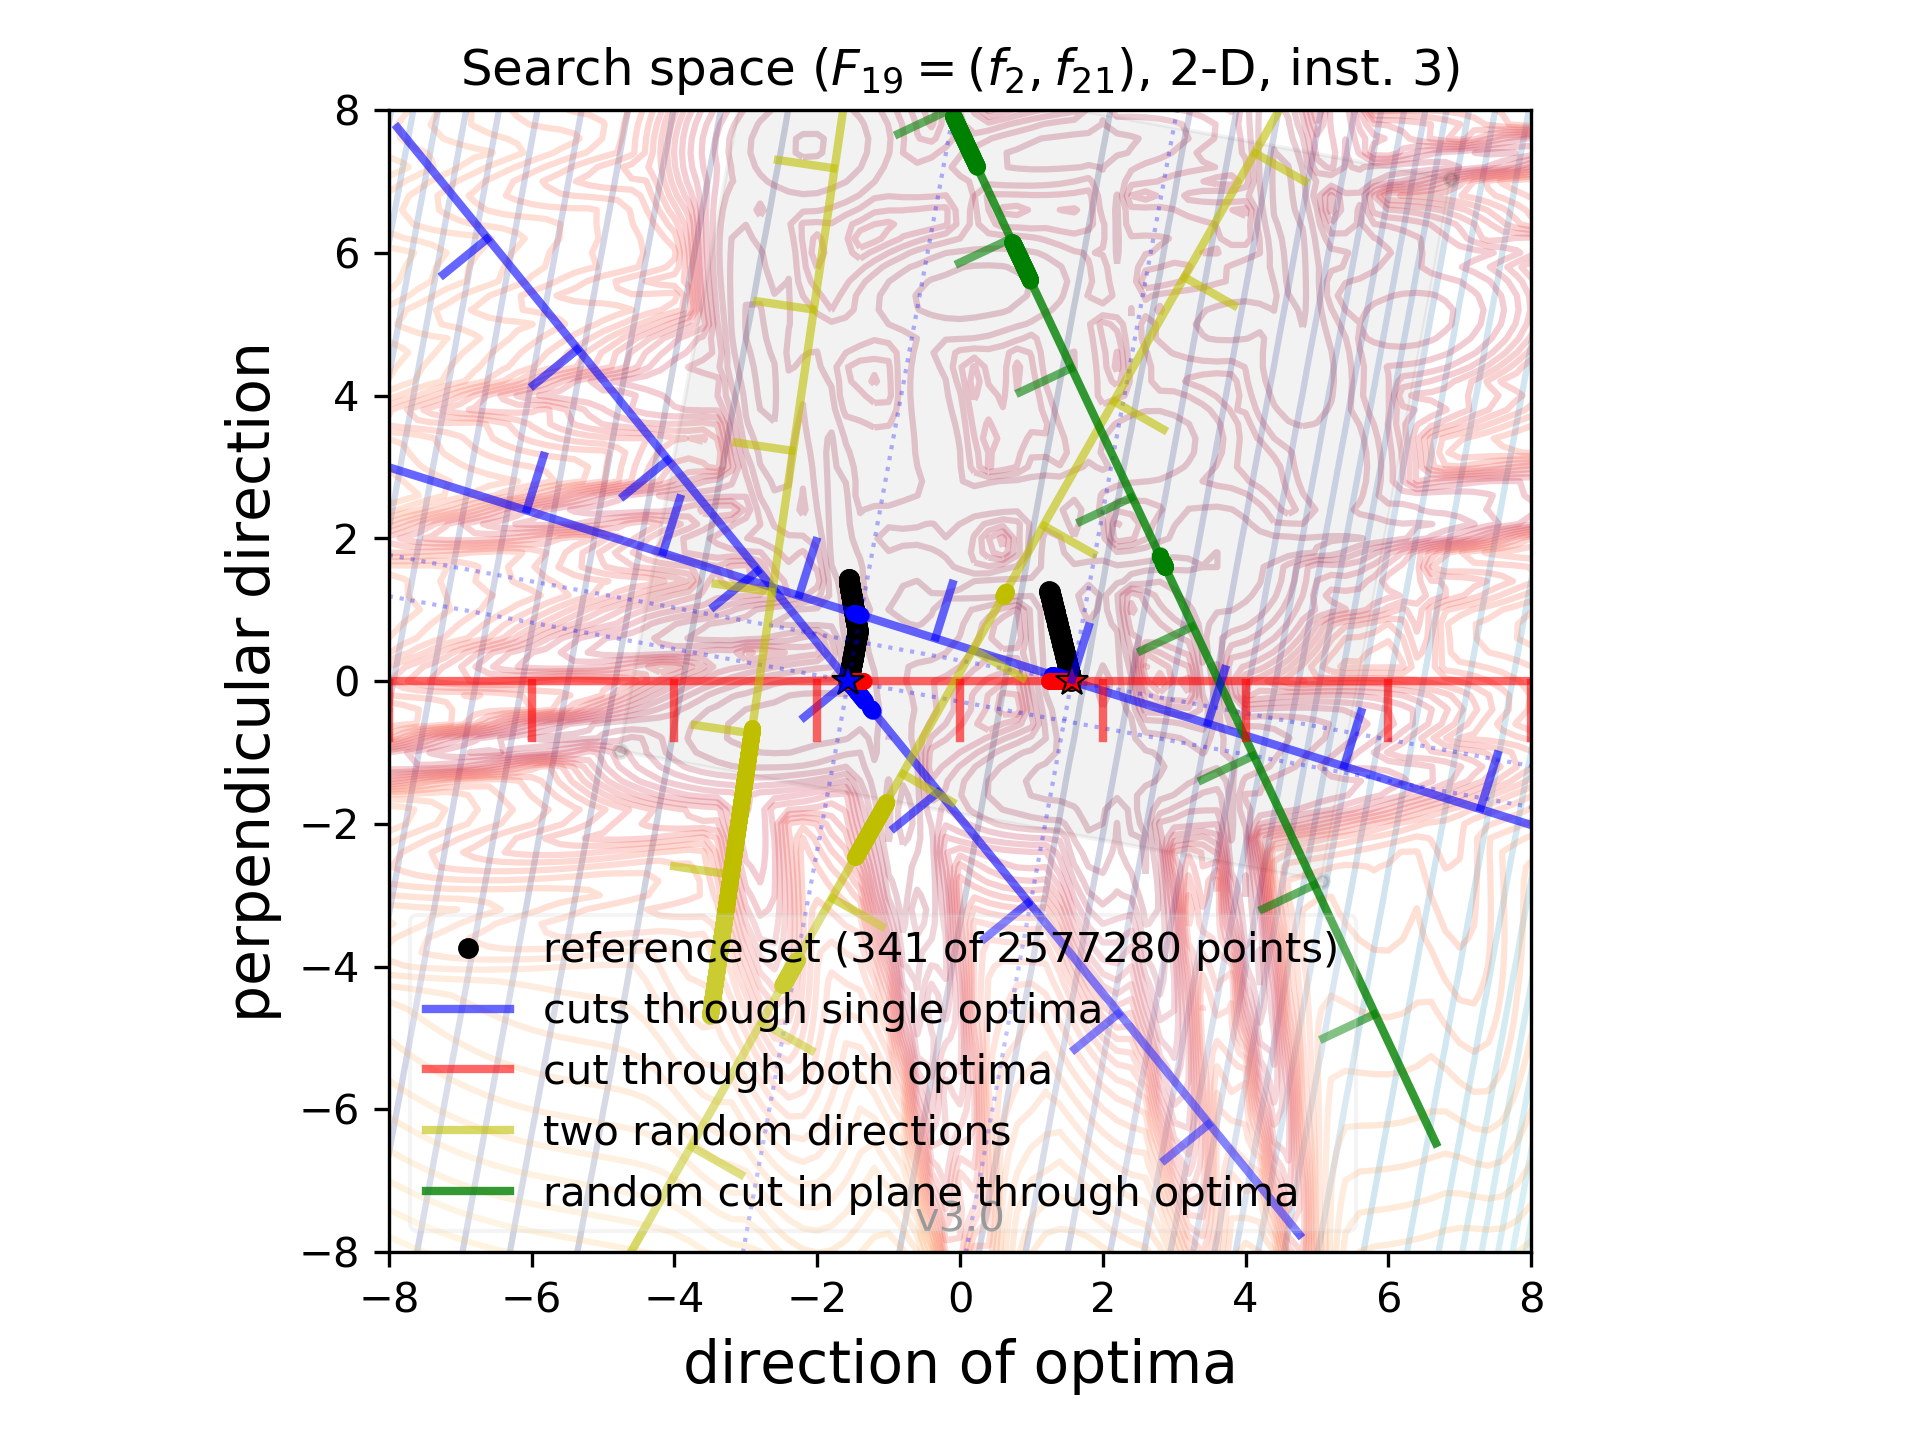 Search space (F₁₉ = (f₂, f₂₁), 2-D, inst. 3)
perpendicular direction
8
6
4
2
0
−2
−4
−6
−8
reference set (341 of 2577280 points)
cuts through single optima
cut through both optima
two random directions
random cut in plane through optima
v3.0
−8 −6 −4 −2 0 2 4 6 8
direction of optima